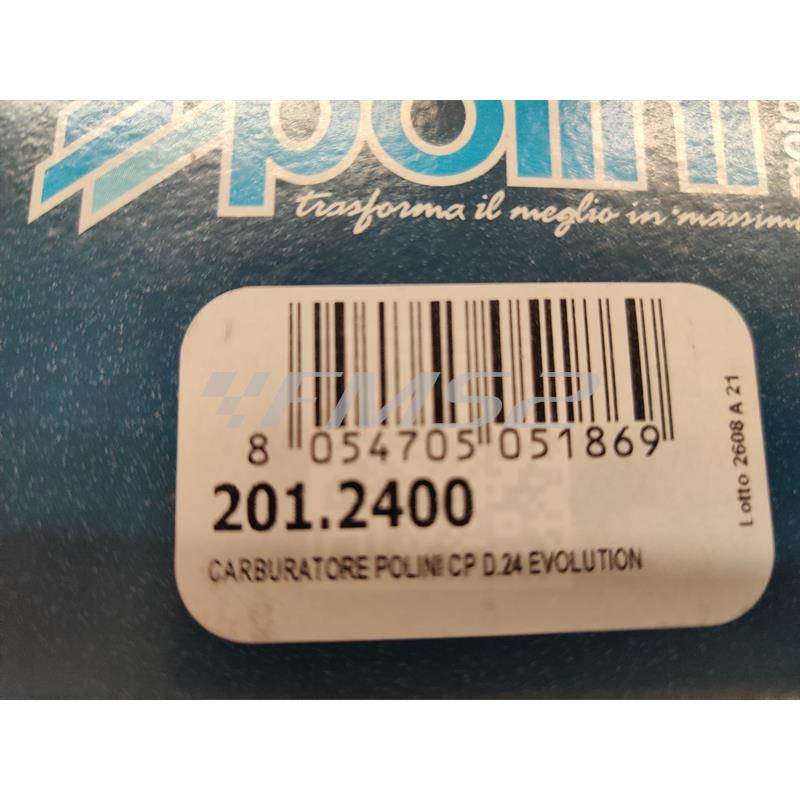 polini
moto
trasforma il meglio in massimo
FMS2
8 054705 051869
201.2400
CARBURATORE POLINI CP D.24 EVOLUTION
Lotto 2608 A 21